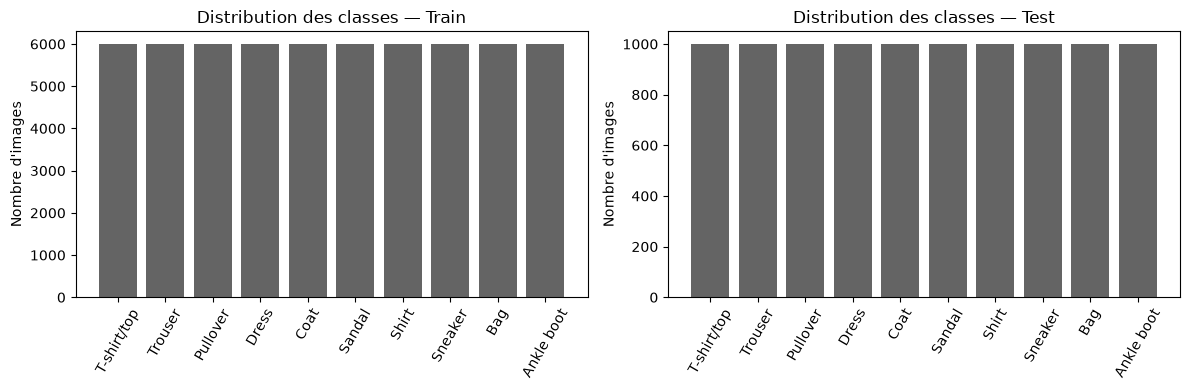 Distribution des classes — Train
Nombre d'images
6000
5000
4000
3000
2000
1000
0
T-shirt/top
Trouser
Pullover
Dress
Coat
Sandal
Shirt
Sneaker
Bag
Ankle boot
Distribution des classes — Test
Nombre d'images
1000
800
600
400
200
0
T-shirt/top
Trouser
Pullover
Dress
Coat
Sandal
Shirt
Sneaker
Bag
Ankle boot